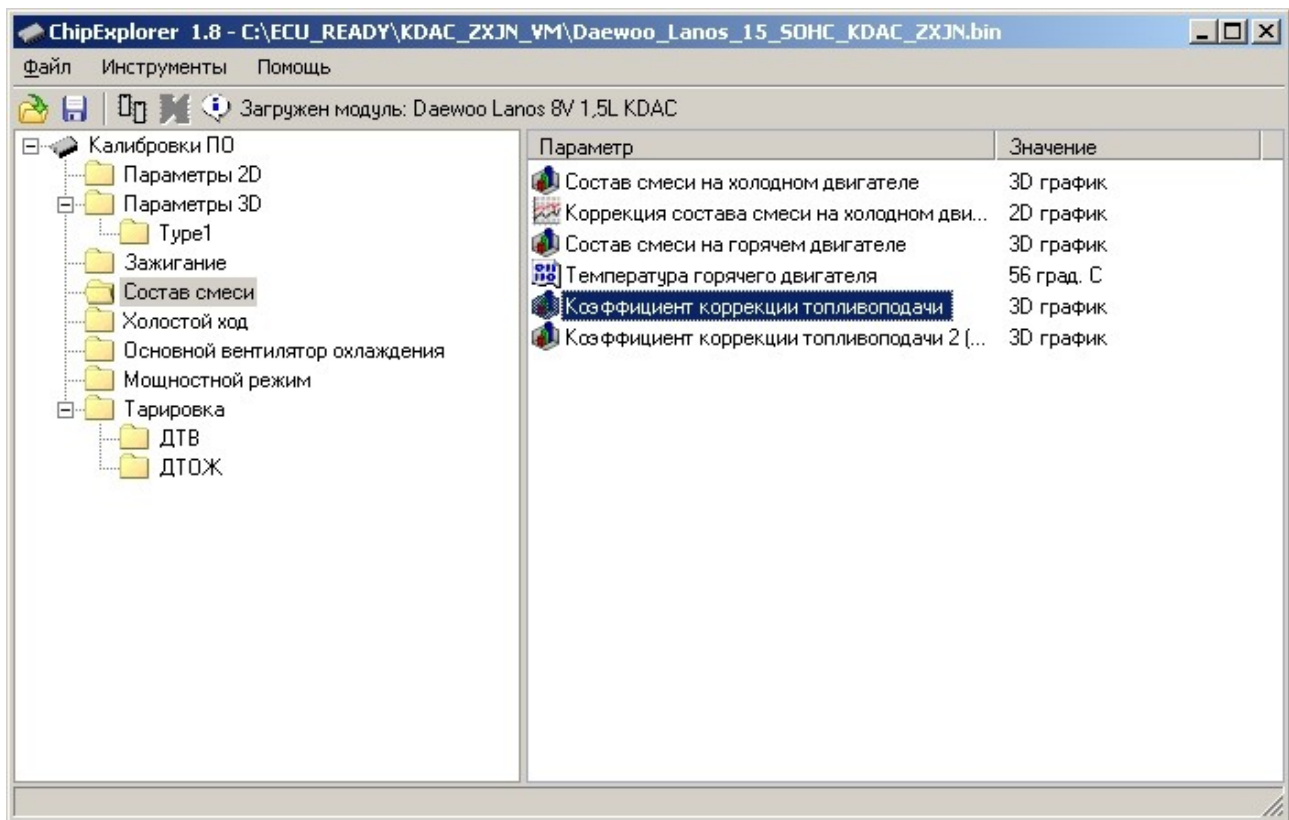 ChipExplorer 1.8 - C:\ECU_READY\KDAC_ZXJN_VM\Daewoo_Lanos_15_SOHC_KDAC_ZXJN.bin
Файл Инструменты Помощь
Загружен модуль: Daewoo Lanos 8V 1,5L KDAC
Калибровки ПО
Параметры 2D
Параметры 3D
Type1
Зажигание
Состав смеси
Холостой ход
Основной вентилятор охлаждения
Мощностной режим
Тарировка
ДТВ
ДТОЖ
Параметр Значение
Состав смеси на холодном двигателе 3D график
Коррекция состава смеси на холодном дви... 2D график
Состав смеси на горячем двигателе 3D график
Температура горячего двигателя 56 град. С
Коэффициент коррекции топливоподачи 3D график
Коэффициент коррекции топливоподачи 2 (... 3D график